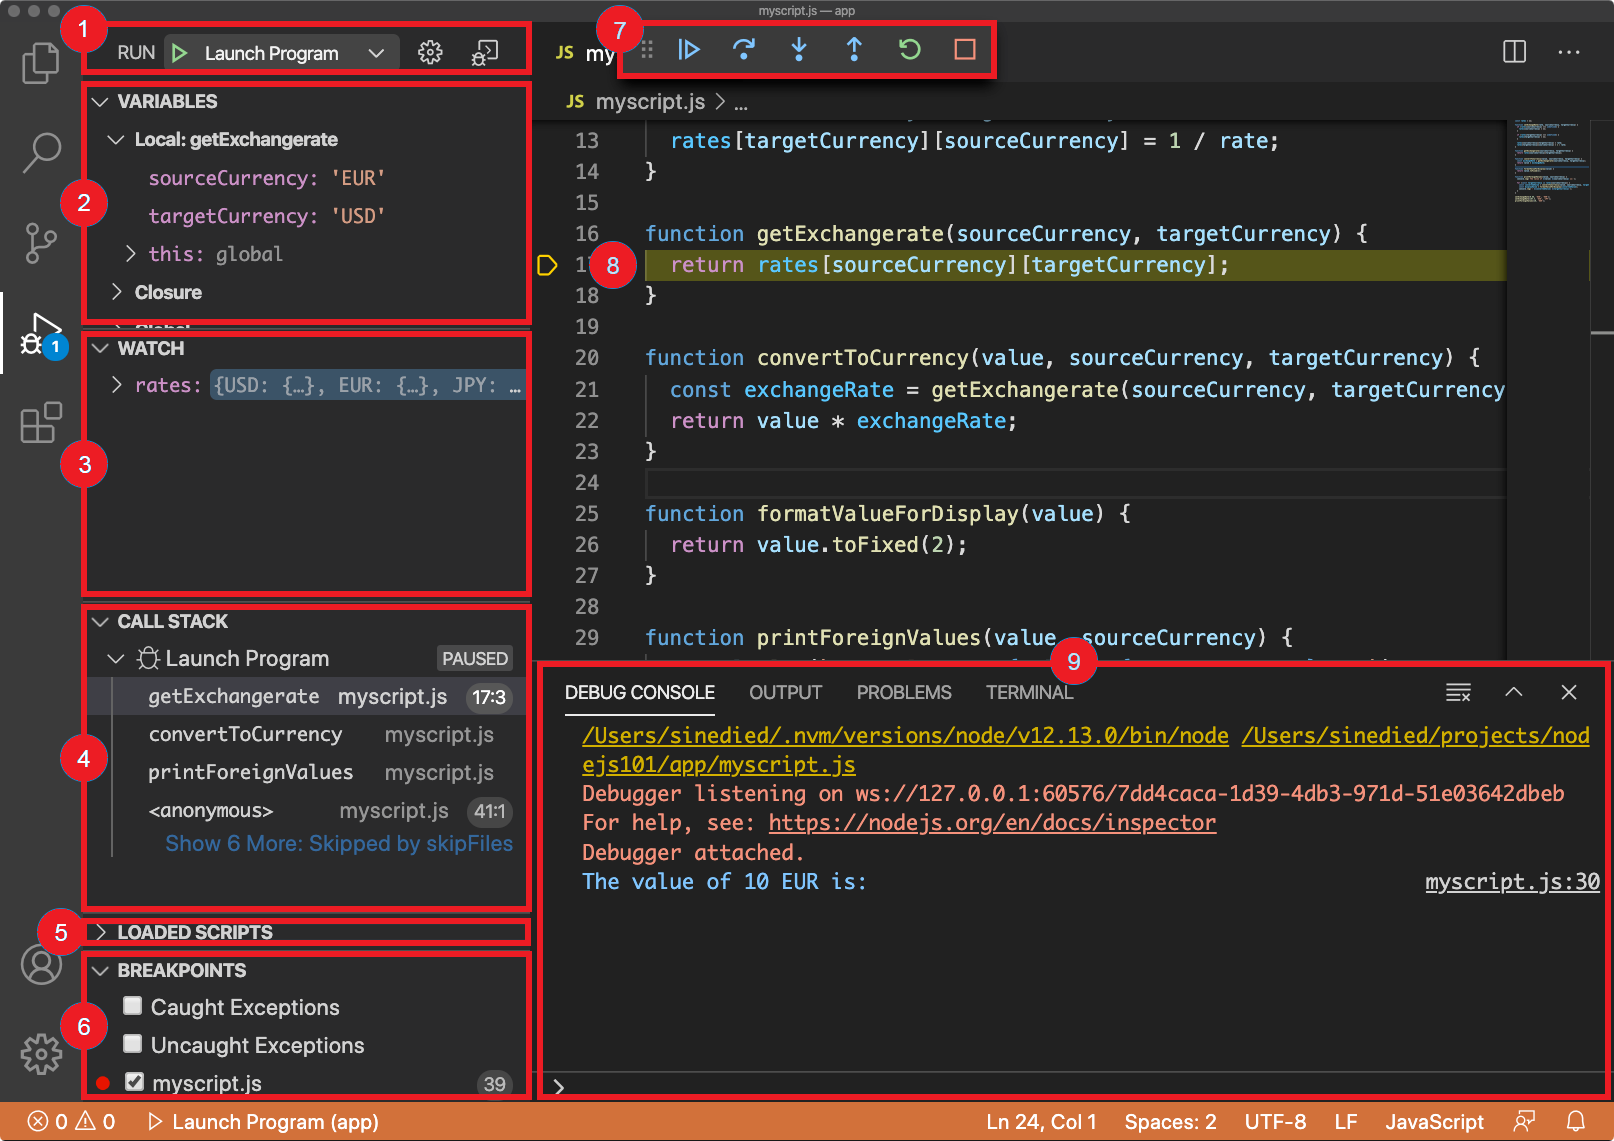 myscript.js — app
1
RUN Launch Program
VARIABLES
Local: getExchangerate
sourceCurrency: 'EUR'
2
targetCurrency: 'USD'
this: global
Closure
Global
1
WATCH
rates: {USD: {…}, EUR: {…}, JPY: …
3
CALL STACK
Launch Program PAUSED
getExchangerate myscript.js 17:3
convertToCurrency myscript.js
4
printForeignValues myscript.js
<anonymous> myscript.js 41:1
Show 6 More: Skipped by skipFiles
5
LOADED SCRIPTS
BREAKPOINTS
Caught Exceptions
6
Uncaught Exceptions
myscript.js 39
7
JS my
JS myscript.js > …
13 rates[targetCurrency][sourceCurrency] = 1 / rate;
14 }
15
16 function getExchangerate(sourceCurrency, targetCurrency) {
8 return rates[sourceCurrency][targetCurrency];
18 }
19
20 function convertToCurrency(value, sourceCurrency, targetCurrency) {
21 const exchangeRate = getExchangerate(sourceCurrency, targetCurrency
22 return value * exchangeRate;
23 }
24
25 function formatValueForDisplay(value) {
26 return value.toFixed(2);
27 }
28
29 function printForeignValues(value, sourceCurrency) {
9
DEBUG CONSOLE OUTPUT PROBLEMS TERMINAL
/Users/sinedied/.nvm/versions/node/v12.13.0/bin/node /Users/sinedied/projects/nod
ejs101/app/myscript.js
Debugger listening on ws://127.0.0.1:60576/7dd4caca-1d39-4db3-971d-51e03642dbeb
For help, see: https://nodejs.org/en/docs/inspector
Debugger attached.
The value of 10 EUR is: myscript.js:30
>
0 0 Launch Program (app) Ln 24, Col 1 Spaces: 2 UTF-8 LF JavaScript